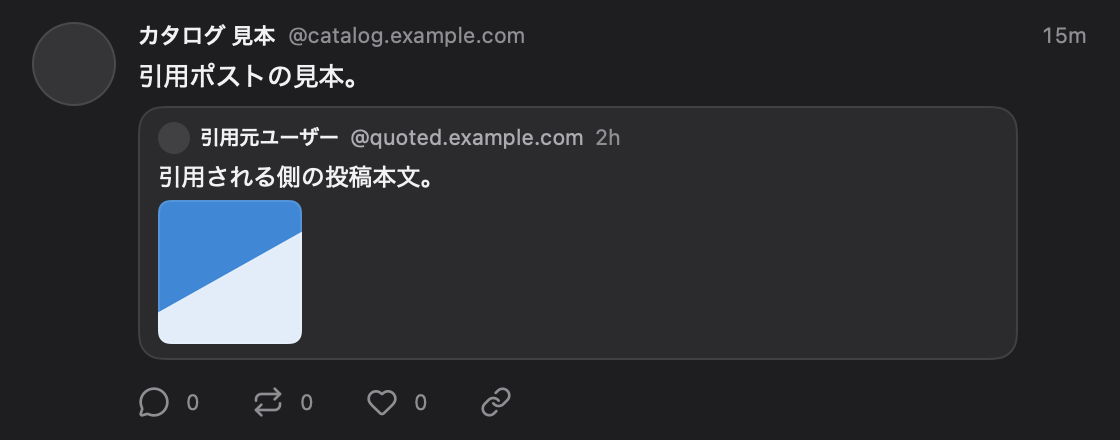 カタログ 見本 @catalog.example.com 15m
引用ポストの見本。
引用元ユーザー @quoted.example.com 2h
引用される側の投稿本文。
0 0 0